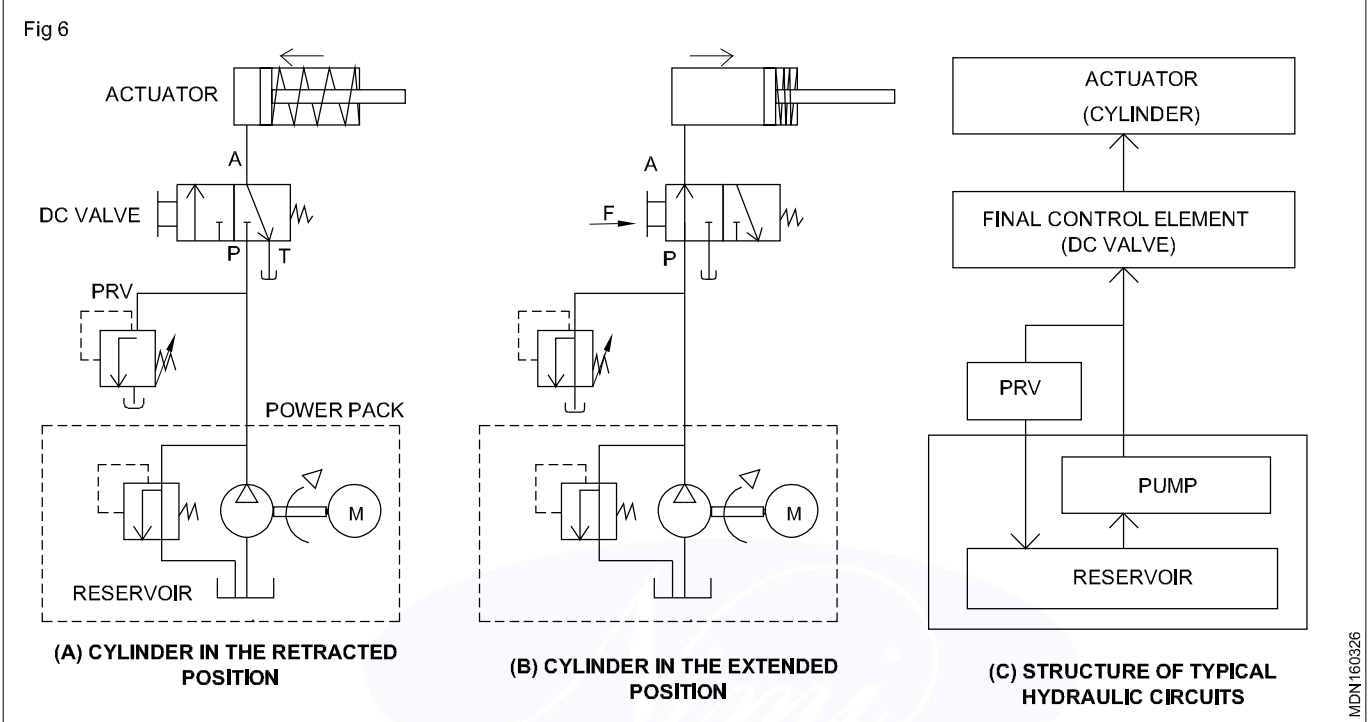 Fig 6
ACTUATOR
A
DC VALVE
P
T
PRV
POWER PACK
M
RESERVOIR
(A) CYLINDER IN THE RETRACTED
POSITION
A
F
P
M
(B) CYLINDER IN THE EXTENDED
POSITION
ACTUATOR
(CYLINDER)
FINAL CONTROL ELEMENT
(DC VALVE)
PRV
PUMP
RESERVOIR
(C) STRUCTURE OF TYPICAL
HYDRAULIC CIRCUITS
MDN160326
Nimi